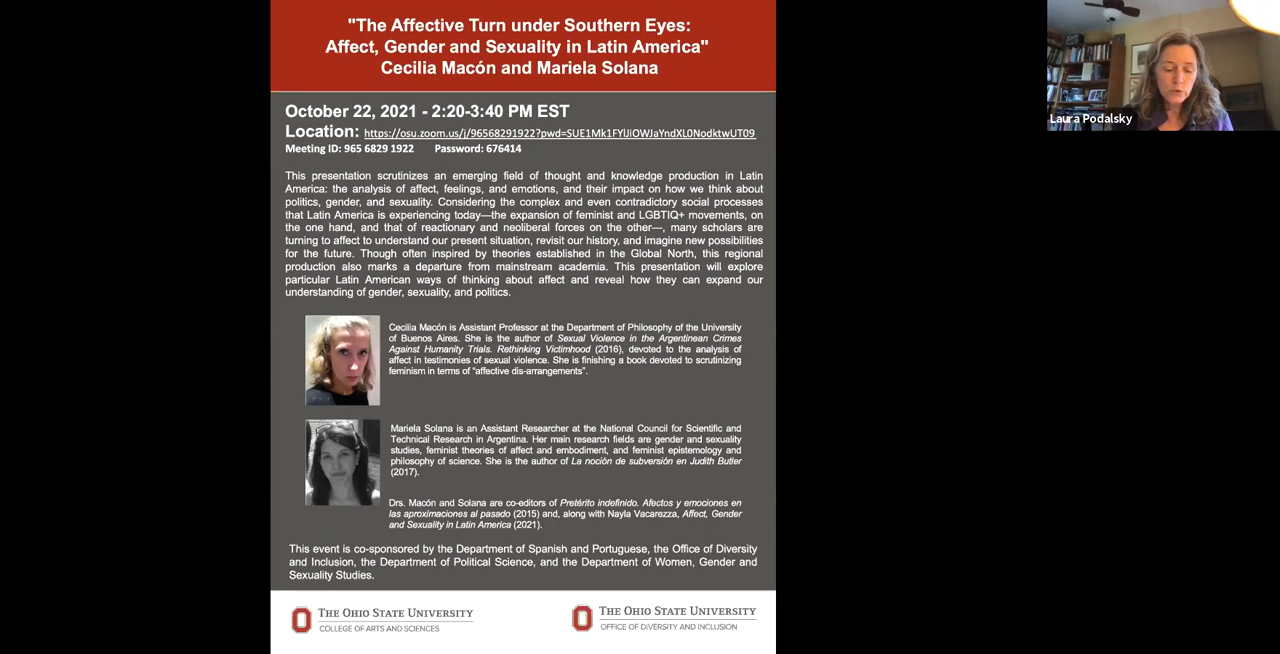 "The Affective Turn under Southern Eyes:
Affect, Gender and Sexuality in Latin America"
Cecilia Macón and Mariela Solana
October 22, 2021 - 2:20-3:40 PM EST
Location: https://osu.zoom.us/j/96568291922?pwd=SUE1Mk1FYlJiOWJaYndXL0NodktwUT09
Meeting ID: 965 6829 1922 Password: 676414
This presentation scrutinizes an emerging field of thought and knowledge production in Latin
America: the analysis of affect, feelings, and emotions, and their impact on how we think about
politics, gender, and sexuality. Considering the complex and even contradictory social processes
that Latin America is experiencing today—the expansion of feminist and LGBTIQ+ movements, on
the one hand, and that of reactionary and neoliberal forces on the other—, many scholars are
turning to affect to understand our present situation, revisit our history, and imagine new possibilities
for the future. Though often inspired by theories established in the Global North, this regional
production also marks a departure from mainstream academia. This presentation will explore
particular Latin American ways of thinking about affect and reveal how they can expand our
understanding of gender, sexuality, and politics.
Cecilia Macón is Assistant Professor at the Department of Philosophy of the University
of Buenos Aires. She is the author of Sexual Violence in the Argentinean Crimes
Against Humanity Trials. Rethinking Victimhood (2016), devoted to the analysis of
affect in testimonies of sexual violence. She is finishing a book devoted to scrutinizing
feminism in terms of "affective dis-arrangements".
Mariela Solana is an Assistant Researcher at the National Council for Scientific and
Technical Research in Argentina. Her main research fields are gender and sexuality
studies, feminist theories of affect and embodiment, and feminist epistemology and
philosophy of science. She is the author of La noción de subversión en Judith Butler
(2017).
Drs. Macón and Solana are co-editors of Pretérito indefinido. Afectos y emociones en
las aproximaciones al pasado (2015) and, along with Nayla Vacarezza, Affect, Gender
and Sexuality in Latin America (2021).
This event is co-sponsored by the Department of Spanish and Portuguese, the Office of Diversity
and Inclusion, the Department of Political Science, and the Department of Women, Gender and
Sexuality Studies.
THE OHIO STATE UNIVERSITY
COLLEGE OF ARTS AND SCIENCES
THE OHIO STATE UNIVERSITY
OFFICE OF DIVERSITY AND INCLUSION
Laura Podalsky